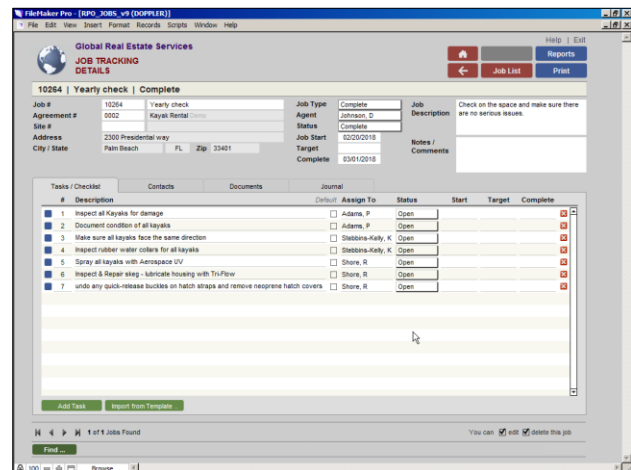 FileMaker Pro - [RPO_JOBS_v9 (DOPPLER)]
File Edit View Insert Format Records Scripts Window Help
Help | Exit
Global Real Estate Services
JOB TRACKING
DETAILS
Reports
Job List
Print
10264 | Yearly check | Complete
Job # 10264 Yearly check
Agreement # 0002 Kayak Rental Demo
Site #
Address 2300 Presidential way
City / State Palm Beach FL Zip 33401
Job Type Complete
Agent Johnson, D
Status Complete
Job Start 02/20/2018
Target
Complete 03/01/2018
Job Description
Check on the space and make sure there
are no serious issues.
Notes /
Comments
Tasks / Checklist Contacts Documents Journal
# Description Default Assign To Status Start Target Complete
1 Inspect all Kayaks for damage Adams, P Open
2 Document condition of all kayaks Adams, P Open
3 Make sure all kayaks face the same direction Stebbins-Kelly, K Open
4 Inspect rubber water collars for all kayaks Stebbins-Kelly, K Open
5 Spray all kayaks with Aerospace UV Shore, R Open
6 Inspect & Repair skeg - lubricate housing with Tri-Flow Shore, R Open
7 undo any quick-release buckles on hatch straps and remove neoprene hatch covers Shore, R Open
Add Task Import from Template ..
1 of 1 Jobs Found
You can edit delete this job
Find ...
100 Browse